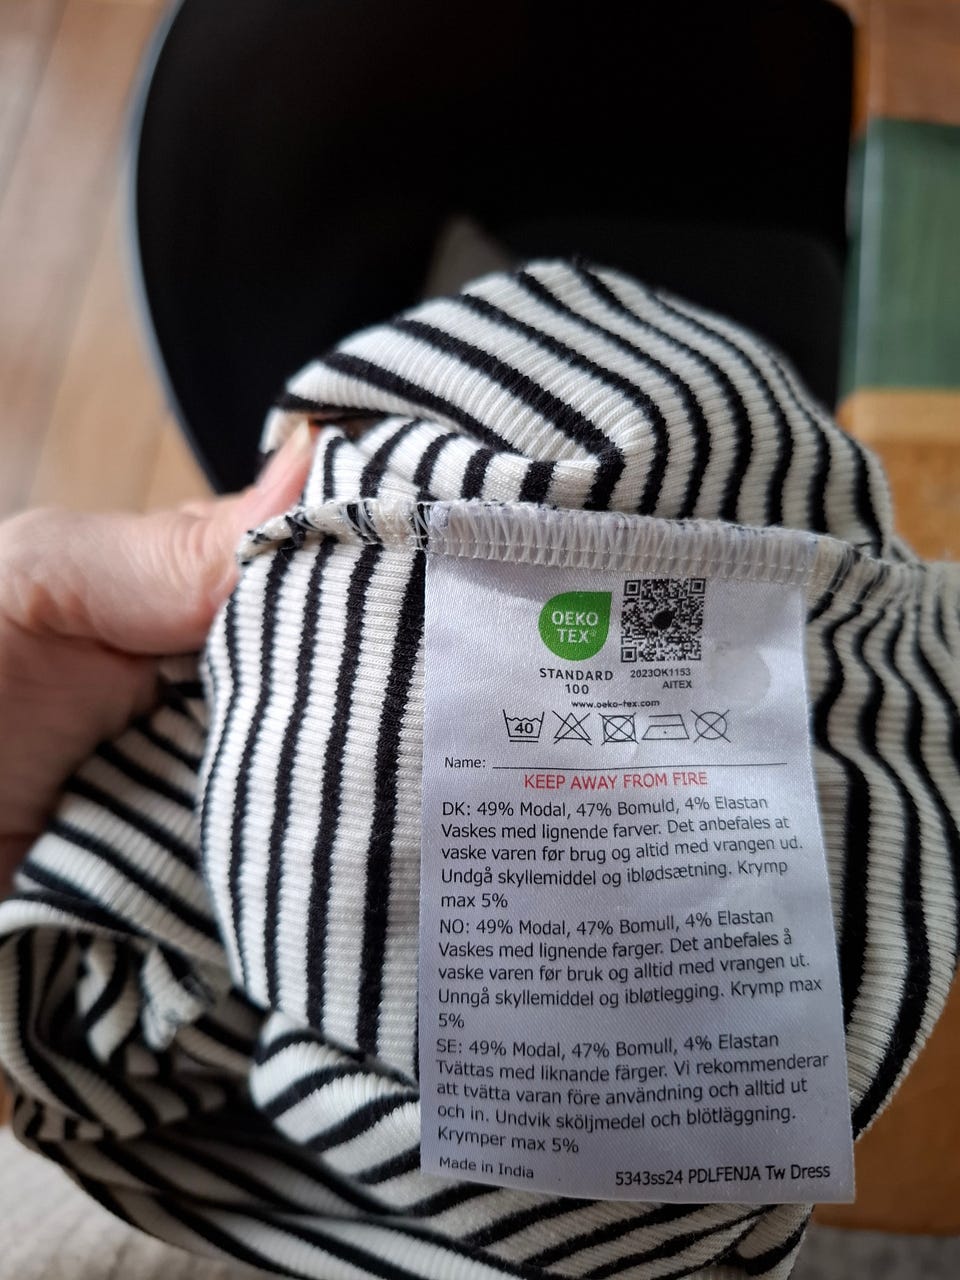 OEKO
TEX®
STANDARD
100
2023OK1153
AITEX
www.oeko-tex.com
40
Name:
KEEP AWAY FROM FIRE
DK: 49% Modal, 47% Bomuld, 4% Elastan
Vaskes med lignende farver. Det anbefales at
vaske varen før brug og altid med vrangen ud.
Undgå skyllemiddel og iblødsætning. Krymp
max 5%
NO: 49% Modal, 47% Bomull, 4% Elastan
Vaskes med lignende farger. Det anbefales å
vaske varen før bruk og alltid med vrangen ut.
Unngå skyllemiddel og ibløtlegging. Krymp max
5%
SE: 49% Modal, 47% Bomull, 4% Elastan
Tvättas med liknande färger. Vi rekommenderar
att tvätta varan före användning och alltid ut
och in. Undvik sköljmedel och blötläggning.
Krymper max 5%
Made in India
5343ss24 PDLFENJA Tw Dress